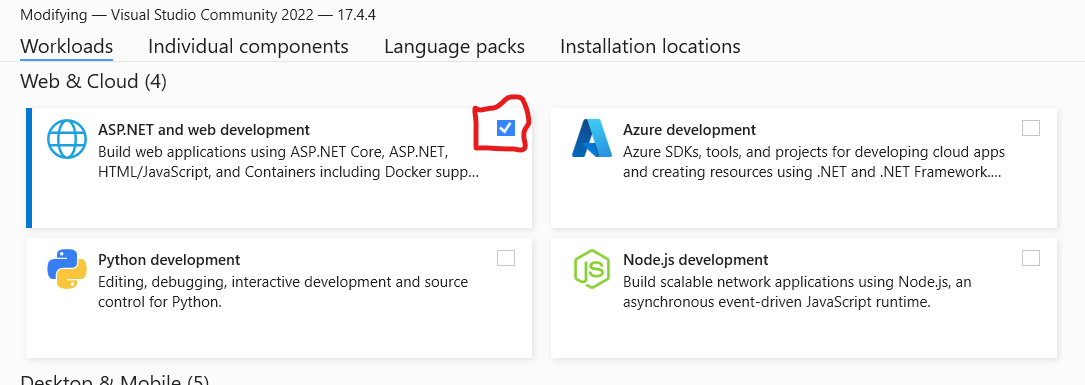 Modifying — Visual Studio Community 2022 — 17.4.4
Workloads Individual components Language packs Installation locations
Web & Cloud (4)
ASP.NET and web development
Build web applications using ASP.NET Core, ASP.NET,
HTML/JavaScript, and Containers including Docker supp...
Azure development
Azure SDKs, tools, and projects for developing cloud apps
and creating resources using .NET and .NET Framework....
Python development
Editing, debugging, interactive development and source
control for Python.
JS
Node.js development
Build scalable network applications using Node.js, an
asynchronous event-driven JavaScript runtime.
Desktop & Mobile (5)